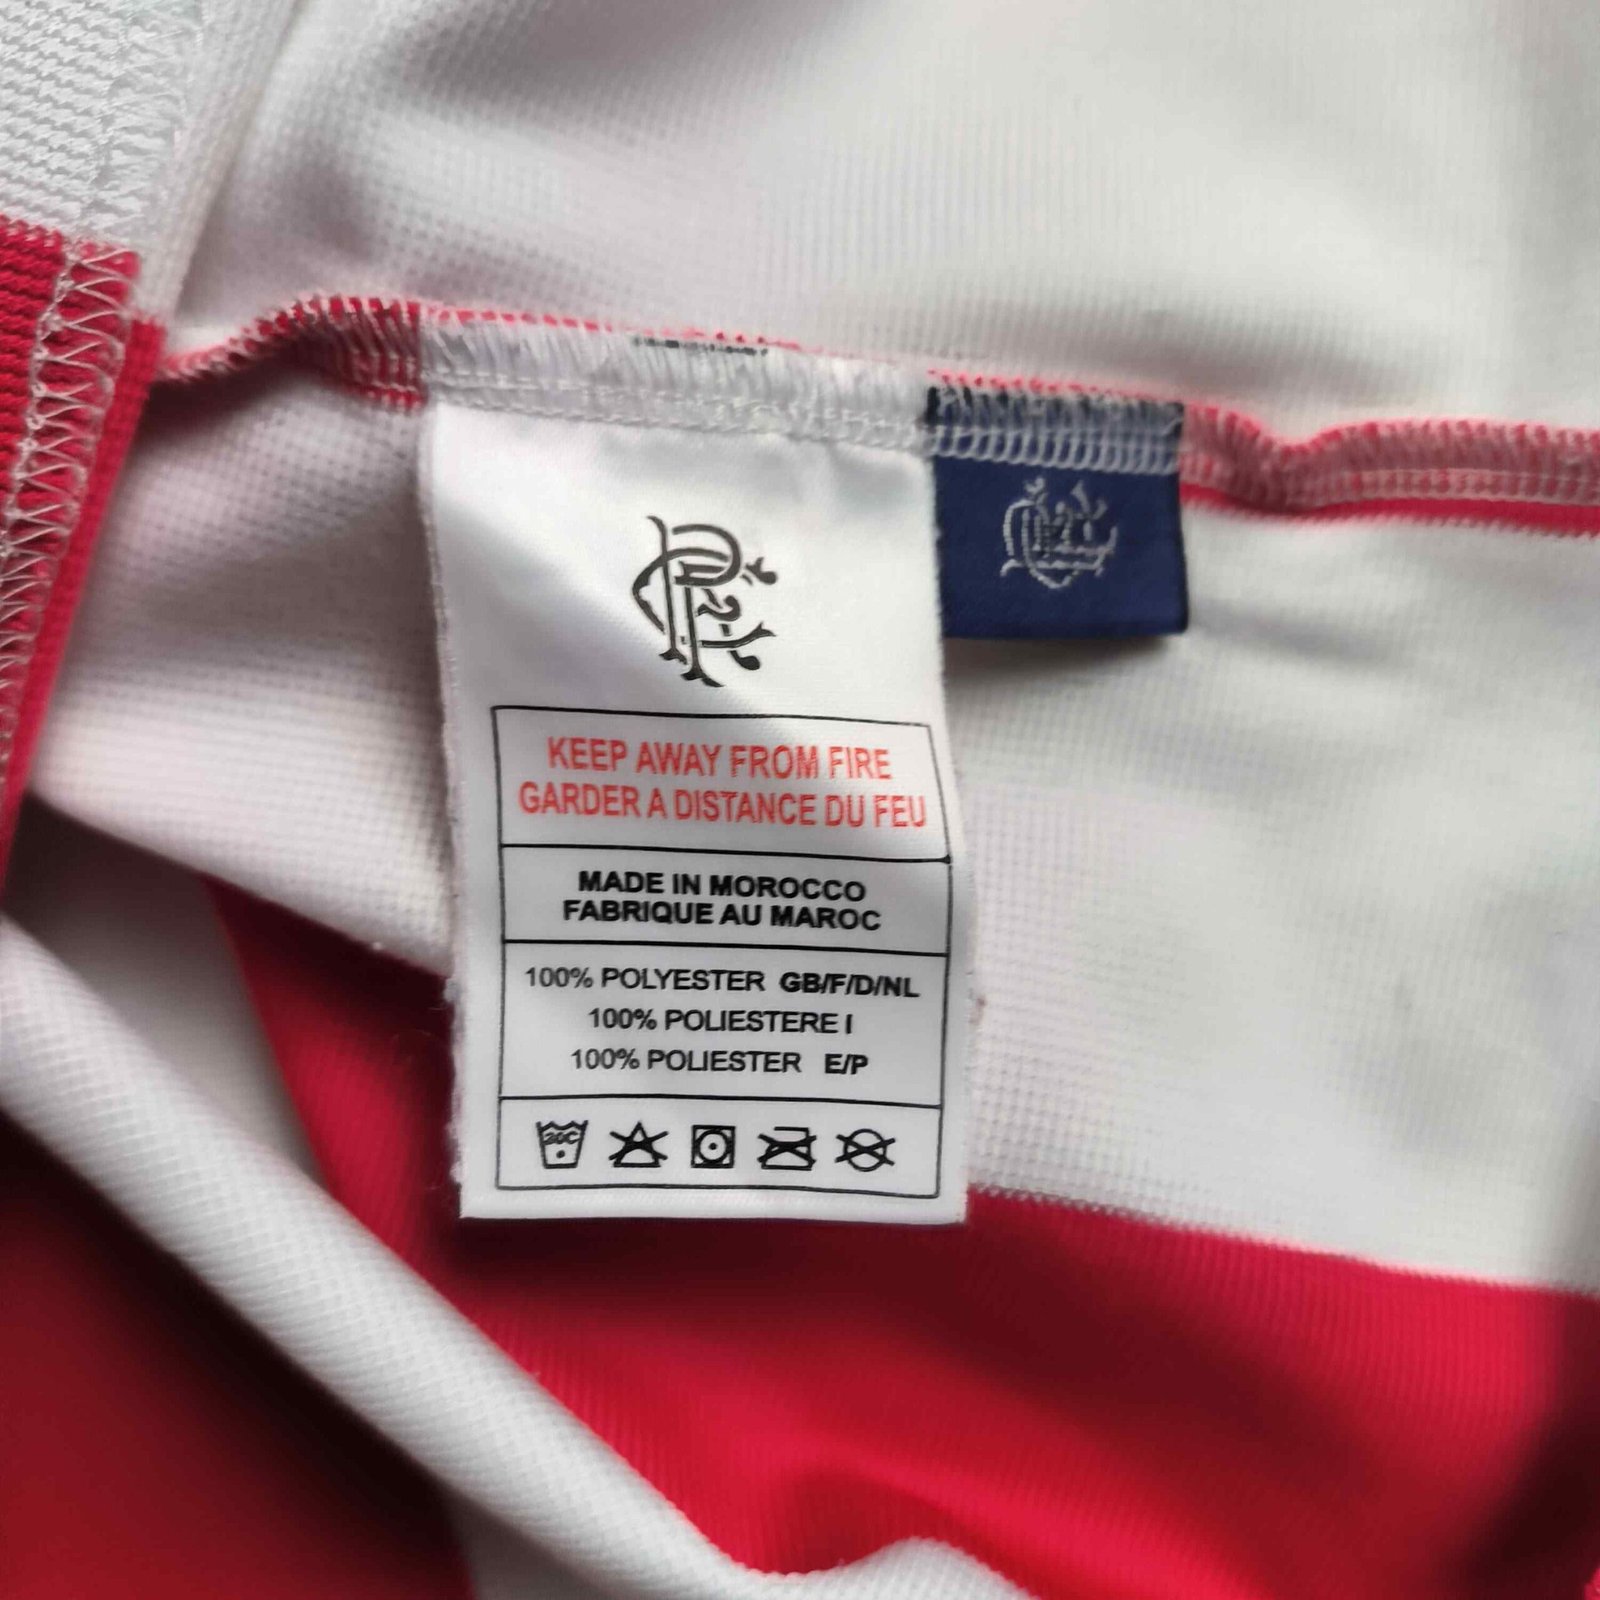 KEEP AWAY FROM FIRE
GARDER A DISTANCE DU FEU
MADE IN MOROCCO
FABRIQUE AU MAROC
100% POLYESTER GB/F/D/NL
100% POLIESTERE I
100% POLIESTER E/P
30C